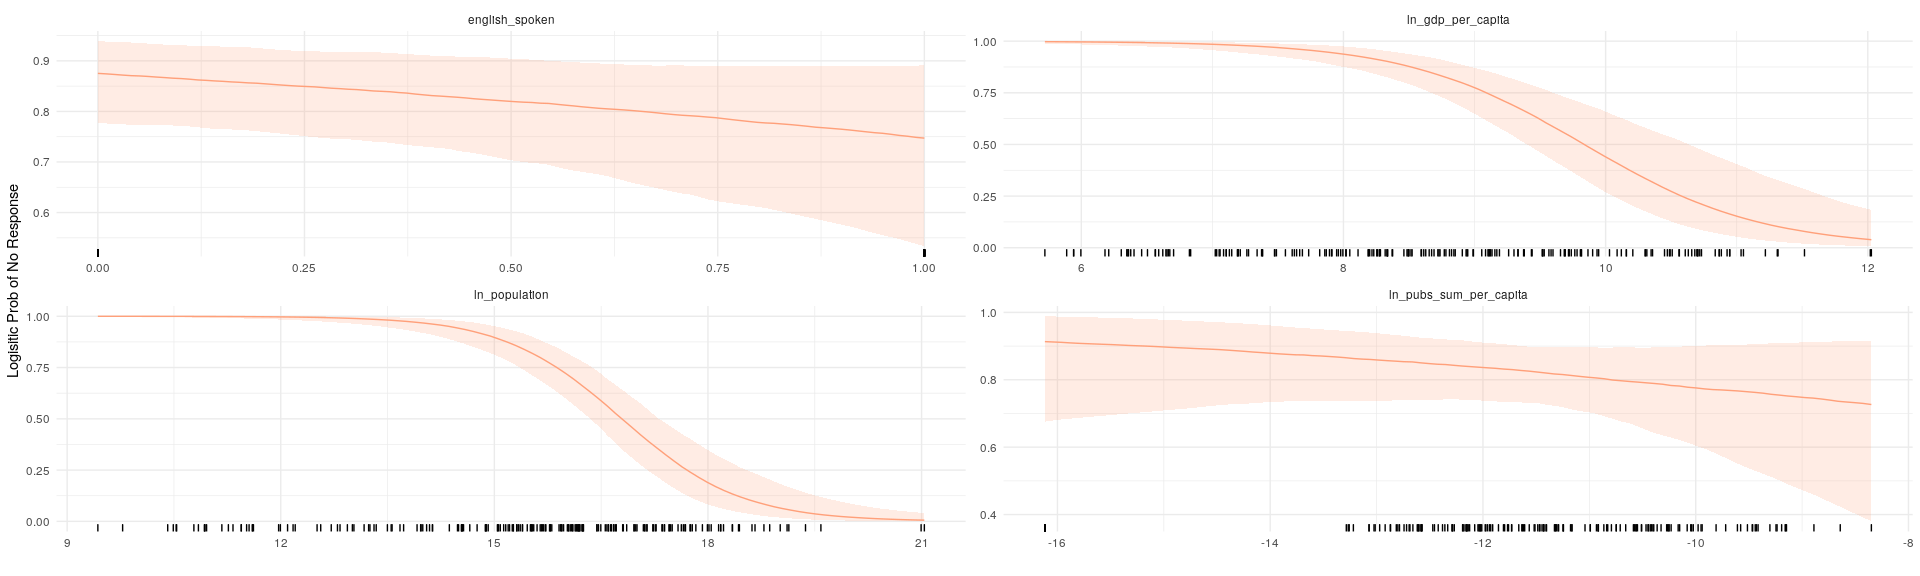 english_spoken
ln_gdp_per_capita
0.9
0.8
0.7
0.6
1.00
0.75
0.50
0.25
0.00
0.00 0.25 0.50 0.75 1.00
6 8 10 12
Logisitic Prob of No Response
ln_population
ln_pubs_sum_per_capita
1.00
0.75
0.50
0.25
0.00
1.0
0.8
0.6
0.4
9 12 15 18 21
-16 -14 -12 -10 -8